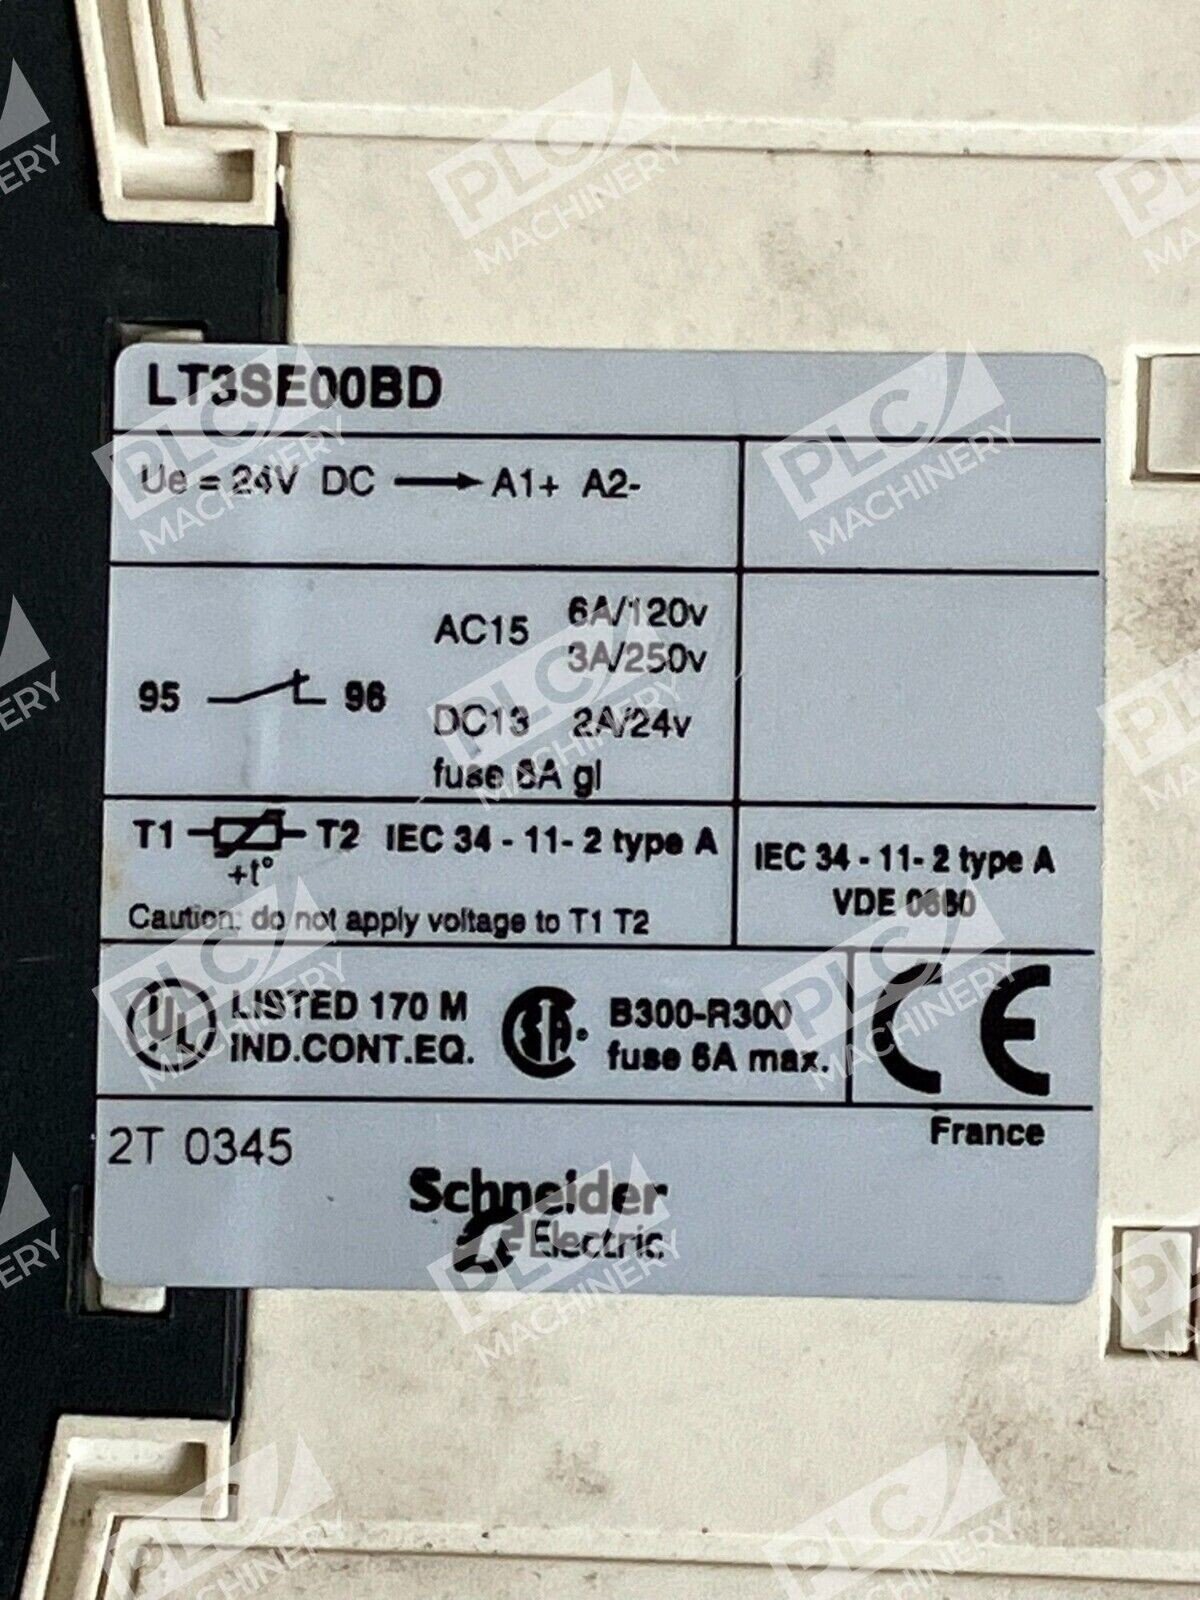 LT3SE00BD
Ue = 24V DC → A1+ A2-
AC15 6A/120v
3A/250v
95 96
DC13 2A/24v
fuse 6A gl
T1 T2 IEC 34 - 11- 2 type A
+t°
Caution: do not apply voltage to T1 T2
IEC 34 - 11- 2 type A
VDE 0660
UL LISTED 170 M
IND.CONT.EQ.
SA B300-R300
fuse 6A max.
CE
France
2T 0345
Schneider
Electric
PLC
MACHINERY